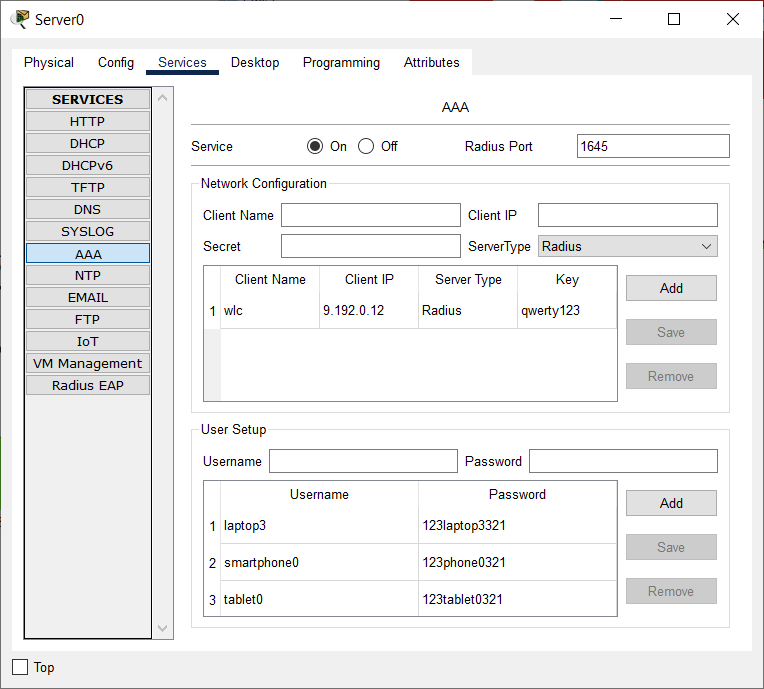 Server0
Physical Config Services Desktop Programming Attributes
SERVICES
HTTP
DHCP
DHCPv6
TFTP
DNS
SYSLOG
AAA
NTP
EMAIL
FTP
IoT
VM Management
Radius EAP
AAA
Service On Off Radius Port 1645
Network Configuration
Client Name Client IP
Secret ServerType Radius
Client Name Client IP Server Type Key
1 wlc 9.192.0.12 Radius qwerty123
Add
Save
Remove
User Setup
Username Password
Username Password
1 laptop3 123laptop3321
2 smartphone0 123phone0321
3 tablet0 123tablet0321
Add
Save
Remove
Top